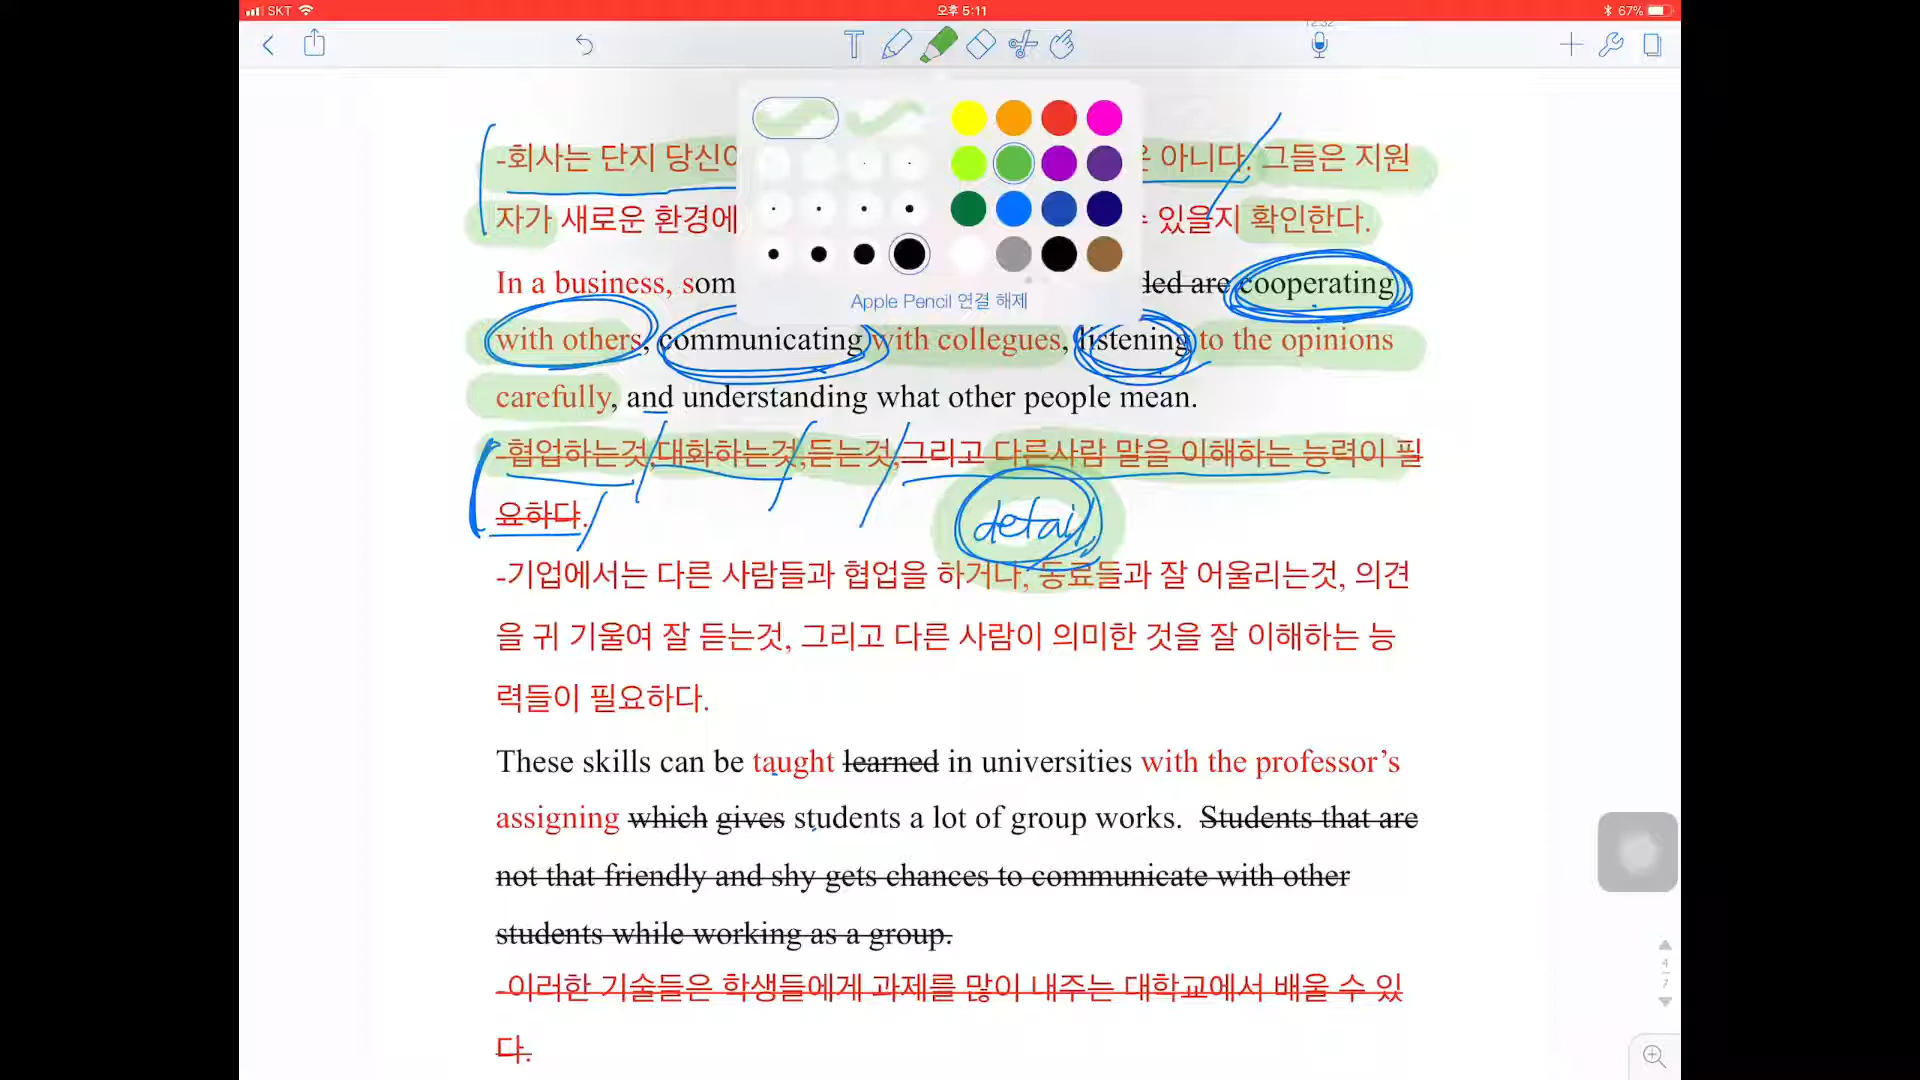 SKT 오후 5:11 67%
12:32
-회사는 단지 당신이 아니다. 그들은 지원
자가 새로운 환경에 있을지 확인한다.
In a business, som ded are cooperating
Apple Pencil 연결 해제
with others, communicating with collegues, listening to the opinions
carefully, and understanding what other people mean.
-협업하는것,대화하는것,듣는것,그리고 다른사람 말을 이해하는 능력이 필
요하다.
detail
-기업에서는 다른 사람들과 협업을 하거나, 동료들과 잘 어울리는것, 의견
을 귀 기울여 잘 듣는것, 그리고 다른 사람이 의미한 것을 잘 이해하는 능
력들이 필요하다.
These skills can be taught learned in universities with the professor’s
assigning which gives students a lot of group works. Students that are
not that friendly and shy gets chances to communicate with other
students while working as a group.
4
7
-이러한 기술들은 학생들에게 과제를 많이 내주는 대학교에서 배울 수 있
다.